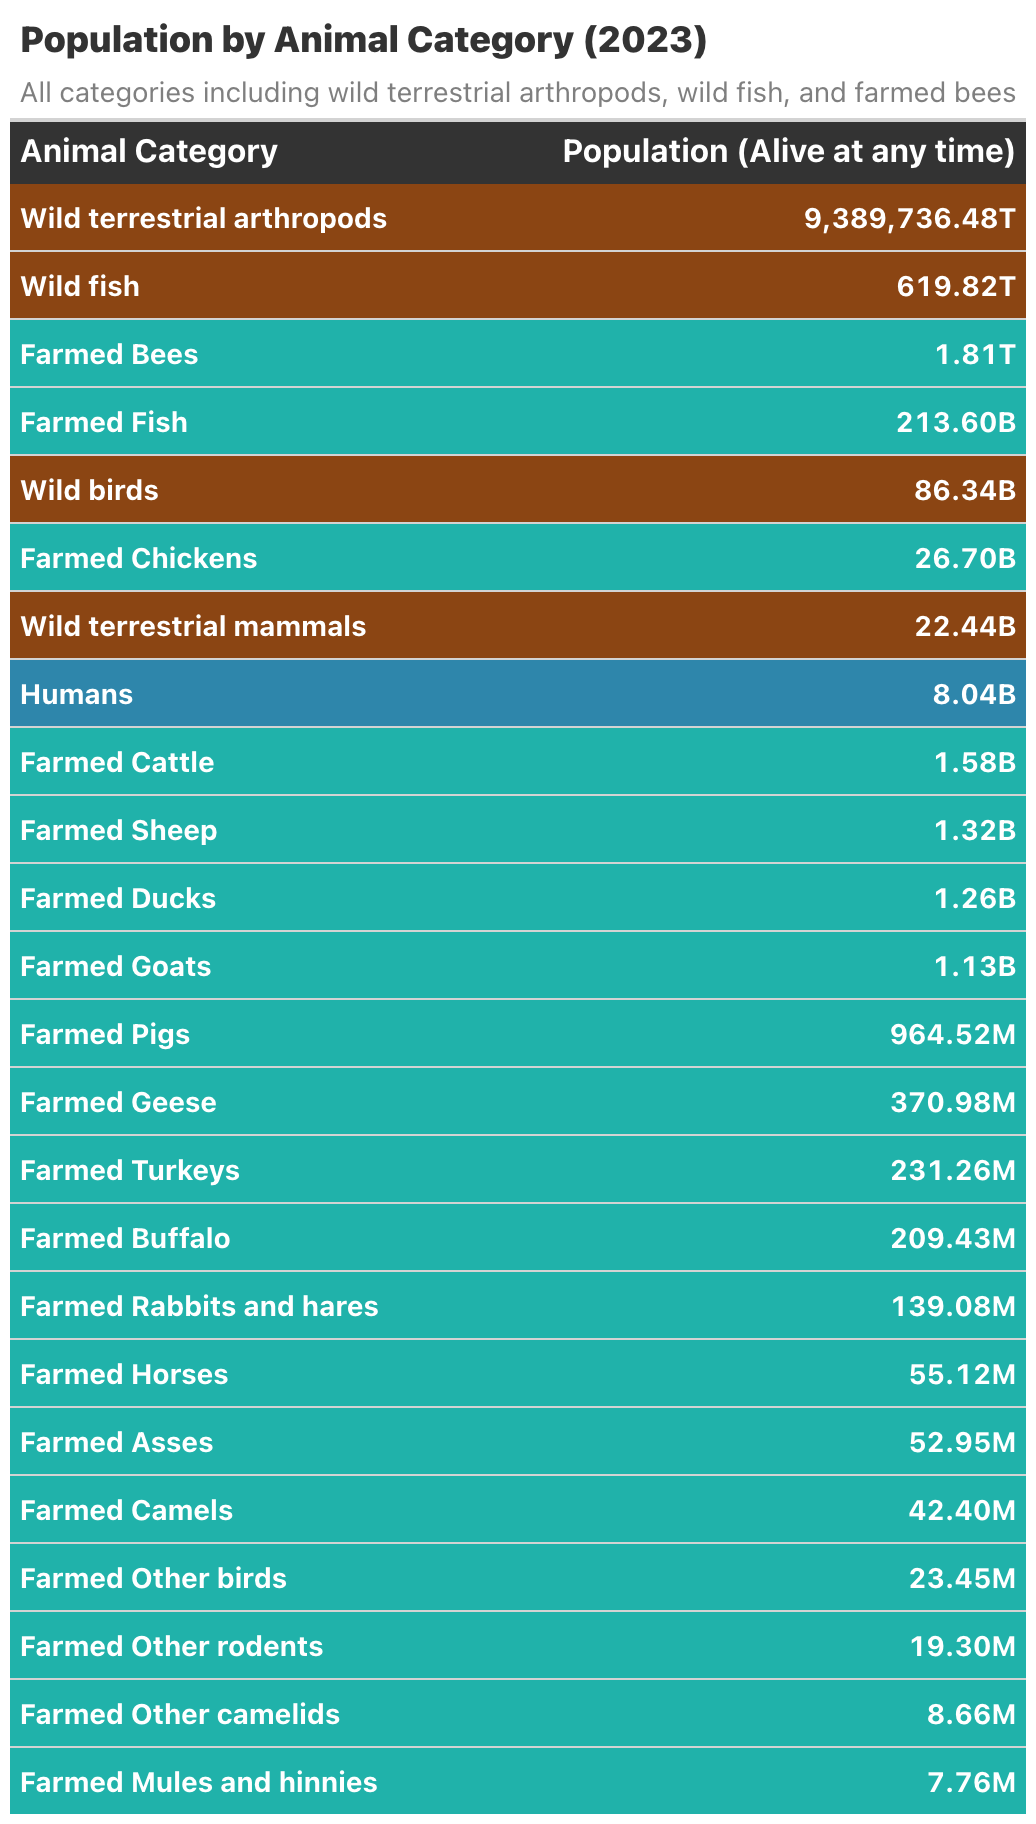 Population by Animal Category (2023)
All categories including wild terrestrial arthropods, wild fish, and farmed bees
Animal Category Population (Alive at any time)
Wild terrestrial arthropods 9,389,736.48T
Wild fish 619.82T
Farmed Bees 1.81T
Farmed Fish 213.60B
Wild birds 86.34B
Farmed Chickens 26.70B
Wild terrestrial mammals 22.44B
Humans 8.04B
Farmed Cattle 1.58B
Farmed Sheep 1.32B
Farmed Ducks 1.26B
Farmed Goats 1.13B
Farmed Pigs 964.52M
Farmed Geese 370.98M
Farmed Turkeys 231.26M
Farmed Buffalo 209.43M
Farmed Rabbits and hares 139.08M
Farmed Horses 55.12M
Farmed Asses 52.95M
Farmed Camels 42.40M
Farmed Other birds 23.45M
Farmed Other rodents 19.30M
Farmed Other camelids 8.66M
Farmed Mules and hinnies 7.76M